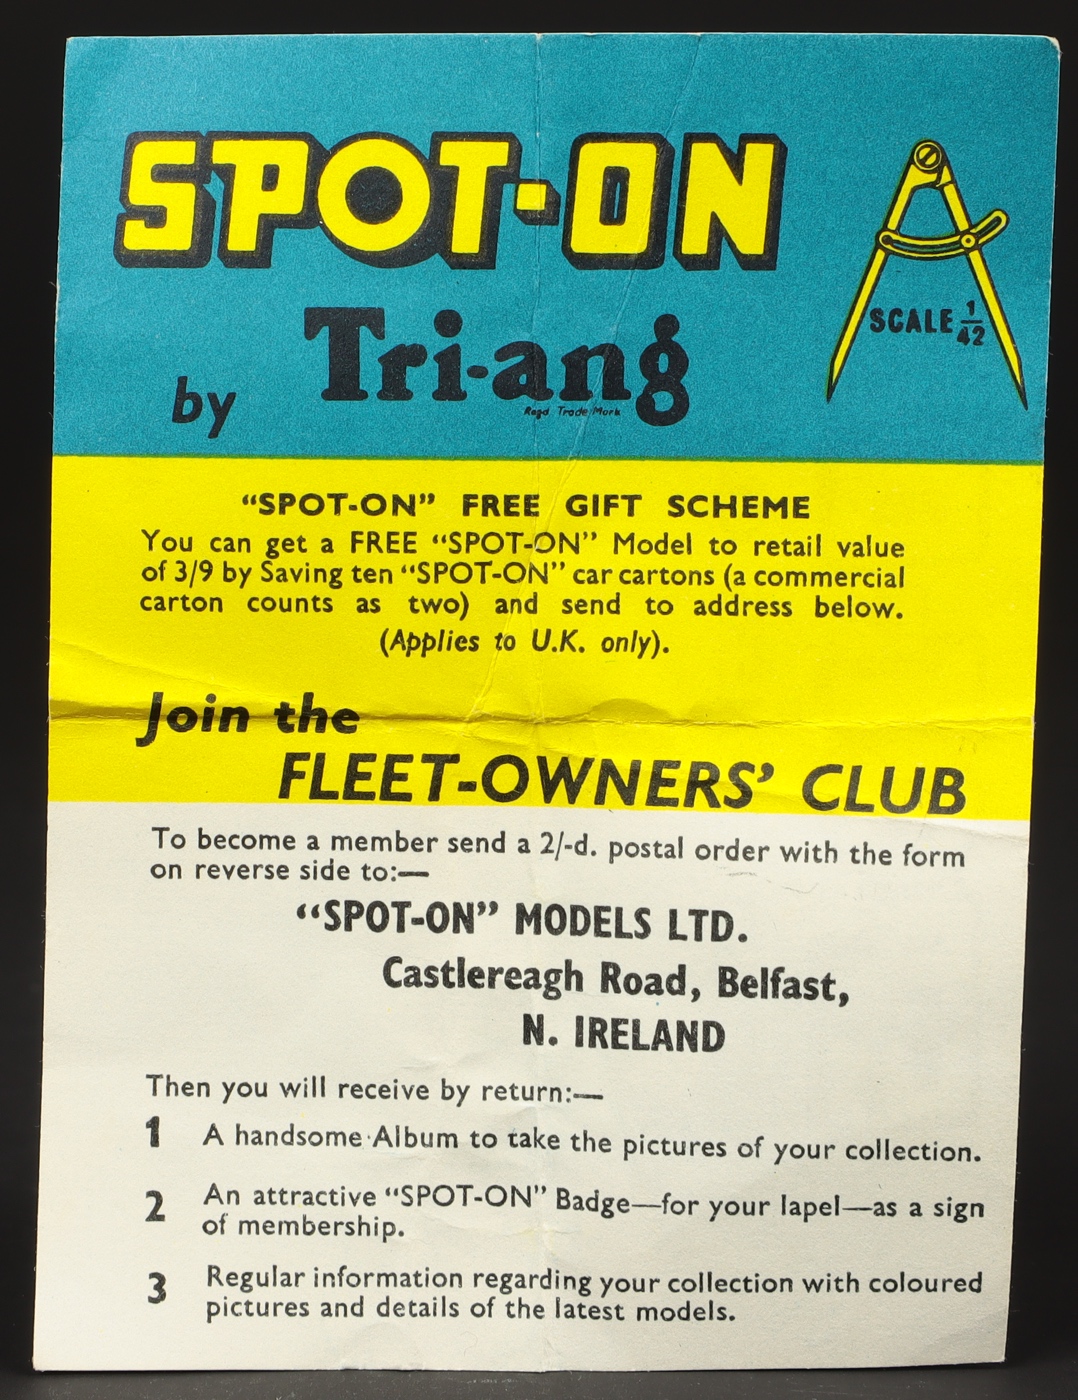 SPOT-ON
SCALE 1/42
by Tri-ang
Regd. Trade Mark
“SPOT-ON” FREE GIFT SCHEME
You can get a FREE “SPOT-ON” Model to retail value
of 3/9 by Saving ten “SPOT-ON” car cartons (a commercial
carton counts as two) and send to address below.
(Applies to U.K. only).
Join the
FLEET-OWNERS’ CLUB
To become a member send a 2/-d. postal order with the form
on reverse side to:—
“SPOT-ON” MODELS LTD.
Castlereagh Road, Belfast,
N. IRELAND
Then you will receive by return:—
1 A handsome Album to take the pictures of your collection.
2 An attractive “SPOT-ON” Badge—for your lapel—as a sign
of membership.
3 Regular information regarding your collection with coloured
pictures and details of the latest models.